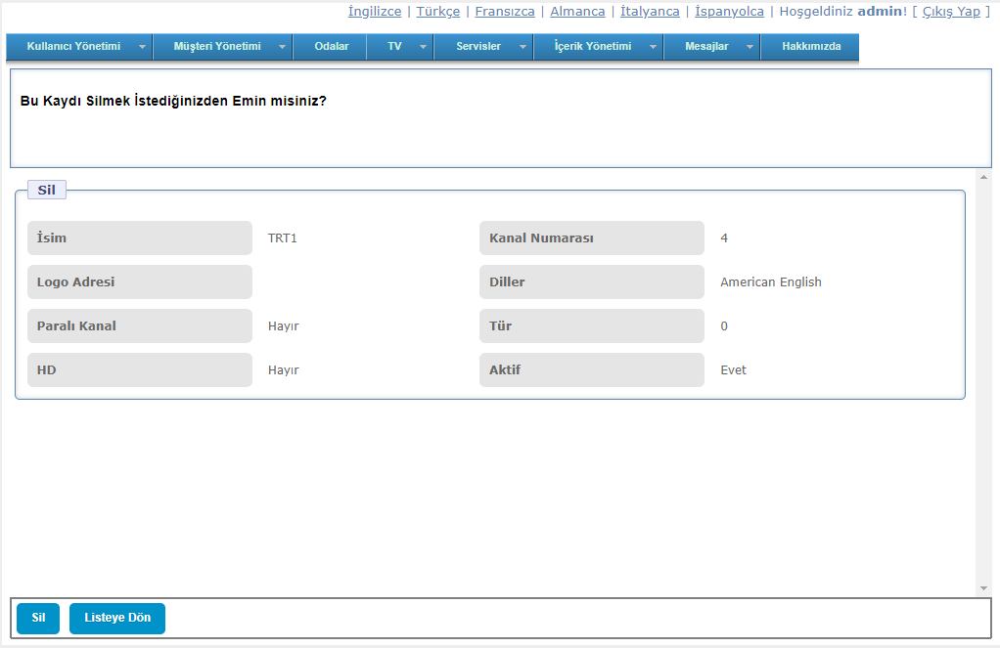 İngilizce | Türkçe | Fransızca | Almanca | İtalyanca | İspanyolca | Hoşgeldiniz admin! [ Çıkış Yap ]
Kullanıcı Yönetimi Müşteri Yönetimi Odalar TV Servisler İçerik Yönetimi Mesajlar Hakkımızda
Bu Kaydı Silmek İstediğinizden Emin misiniz?
Sil
İsim TRT1 Kanal Numarası 4
Logo Adresi Diller American English
Paralı Kanal Hayır Tür 0
HD Hayır Aktif Evet
Sil Listeye Dön